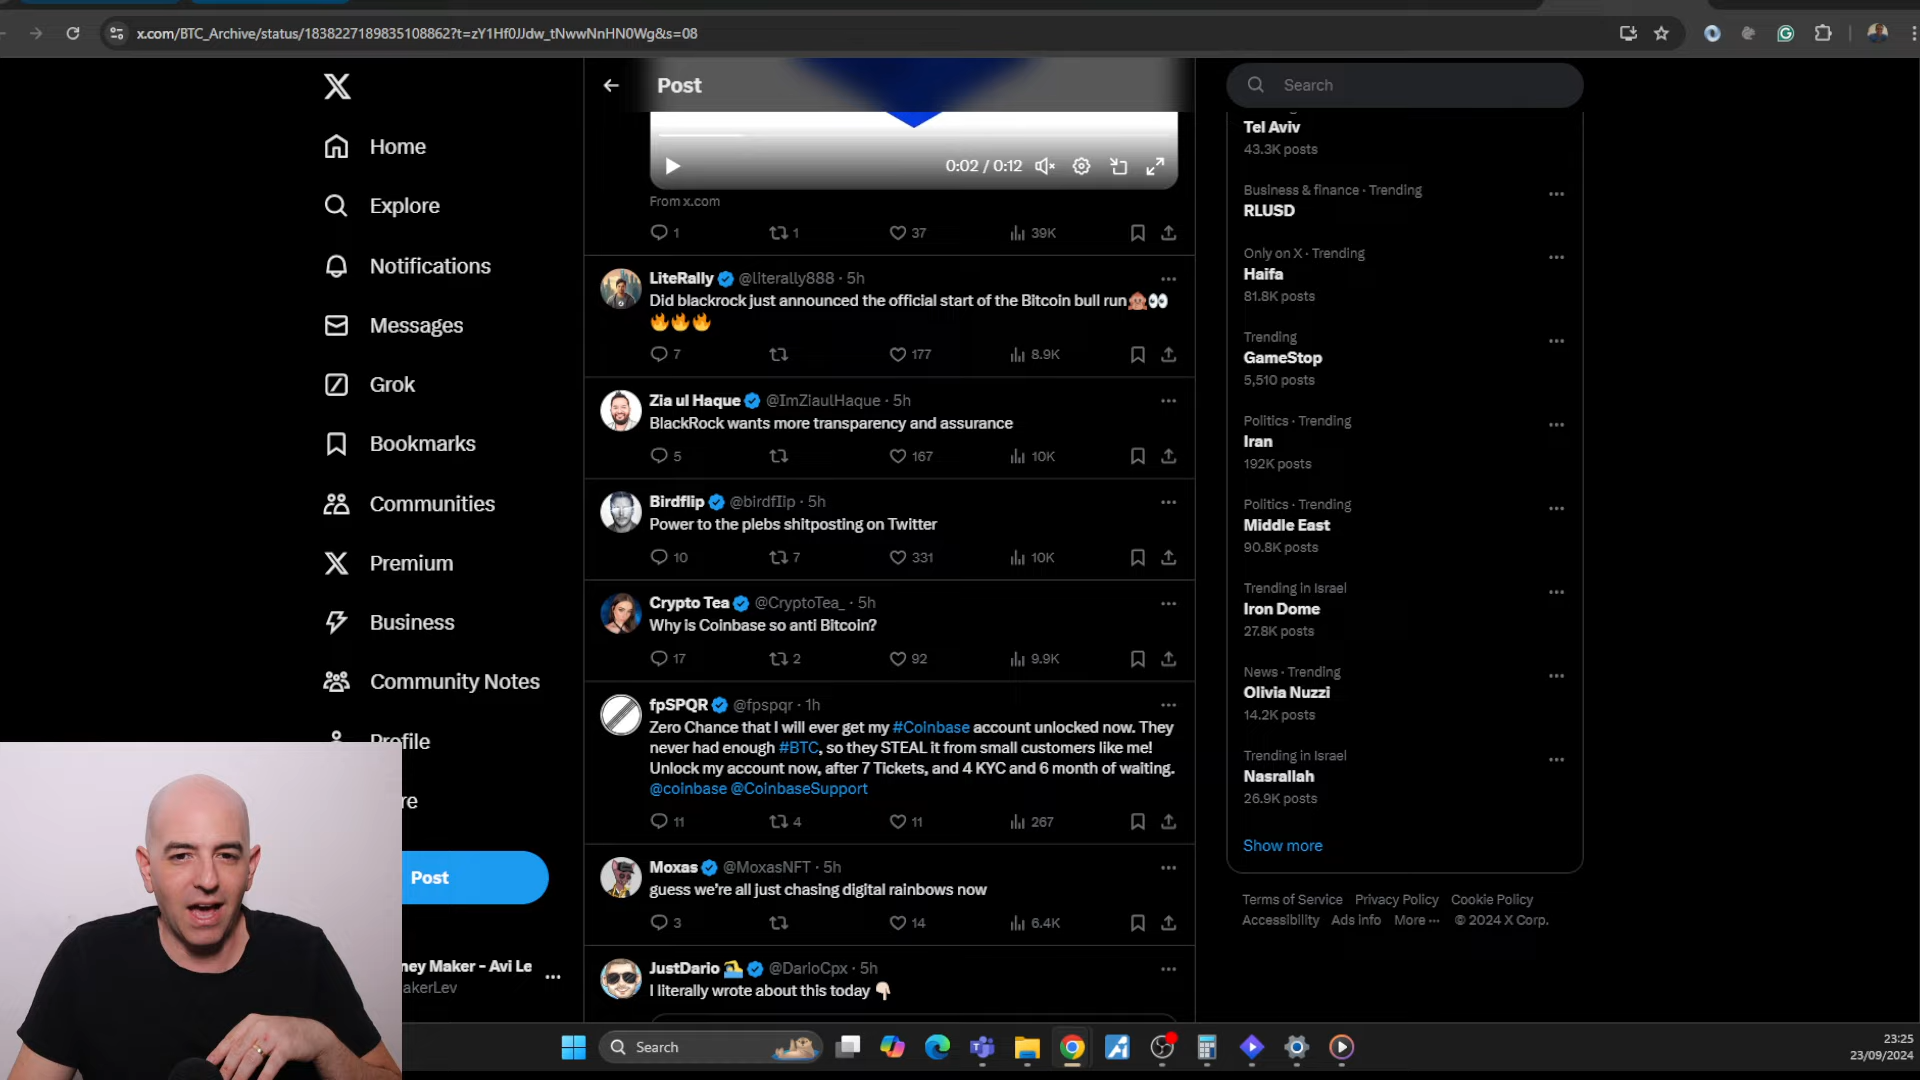 x.com/BTC_Archive/status/1838227189835108862?t=zY1Hf0JJdw_tNwwNnHN0Wg&s=08
Home
Explore
Notifications
Messages
Grok
Bookmarks
Communities
Premium
Business
Community Notes
Profile
re
Post
ney Maker - Avi Le
akerLev
Post
0:02 / 0:12
From x.com
1
1
37
39K
LiteRally @literally888 · 5h
Did blackrock just announced the official start of the Bitcoin bull run🙊👀
🔥🔥🔥
7
177
8.9K
Zia ul Haque @ImZiaulHaque · 5h
BlackRock wants more transparency and assurance
5
167
10K
Birdflip @birdfIip · 5h
Power to the plebs shitposting on Twitter
10
7
331
10K
Crypto Tea @CryptoTea_ · 5h
Why is Coinbase so anti Bitcoin?
17
2
92
9.9K
fpSPQR @fpspqr · 1h
Zero Chance that I will ever get my #Coinbase account unlocked now. They
never had enough #BTC, so they STEAL it from small customers like me!
Unlock my account now, after 7 Tickets, and 4 KYC and 6 month of waiting.
@coinbase @CoinbaseSupport
11
4
11
267
Moxas @MoxasNFT · 5h
guess we're all just chasing digital rainbows now
3
14
6.4K
JustDario 🏊 @DarioCpx · 5h
I literally wrote about this today 👇🏻
Search
Tel Aviv
43.3K posts
Business & finance · Trending
RLUSD
Only on X · Trending
Haifa
81.8K posts
Trending
GameStop
5,510 posts
Politics · Trending
Iran
192K posts
Politics · Trending
Middle East
90.8K posts
Trending in Israel
Iron Dome
27.8K posts
News · Trending
Olivia Nuzzi
14.2K posts
Trending in Israel
Nasrallah
26.9K posts
Show more
Terms of Service Privacy Policy Cookie Policy
Accessibility Ads info More ··· © 2024 X Corp.
Search
23:25
23/09/2024